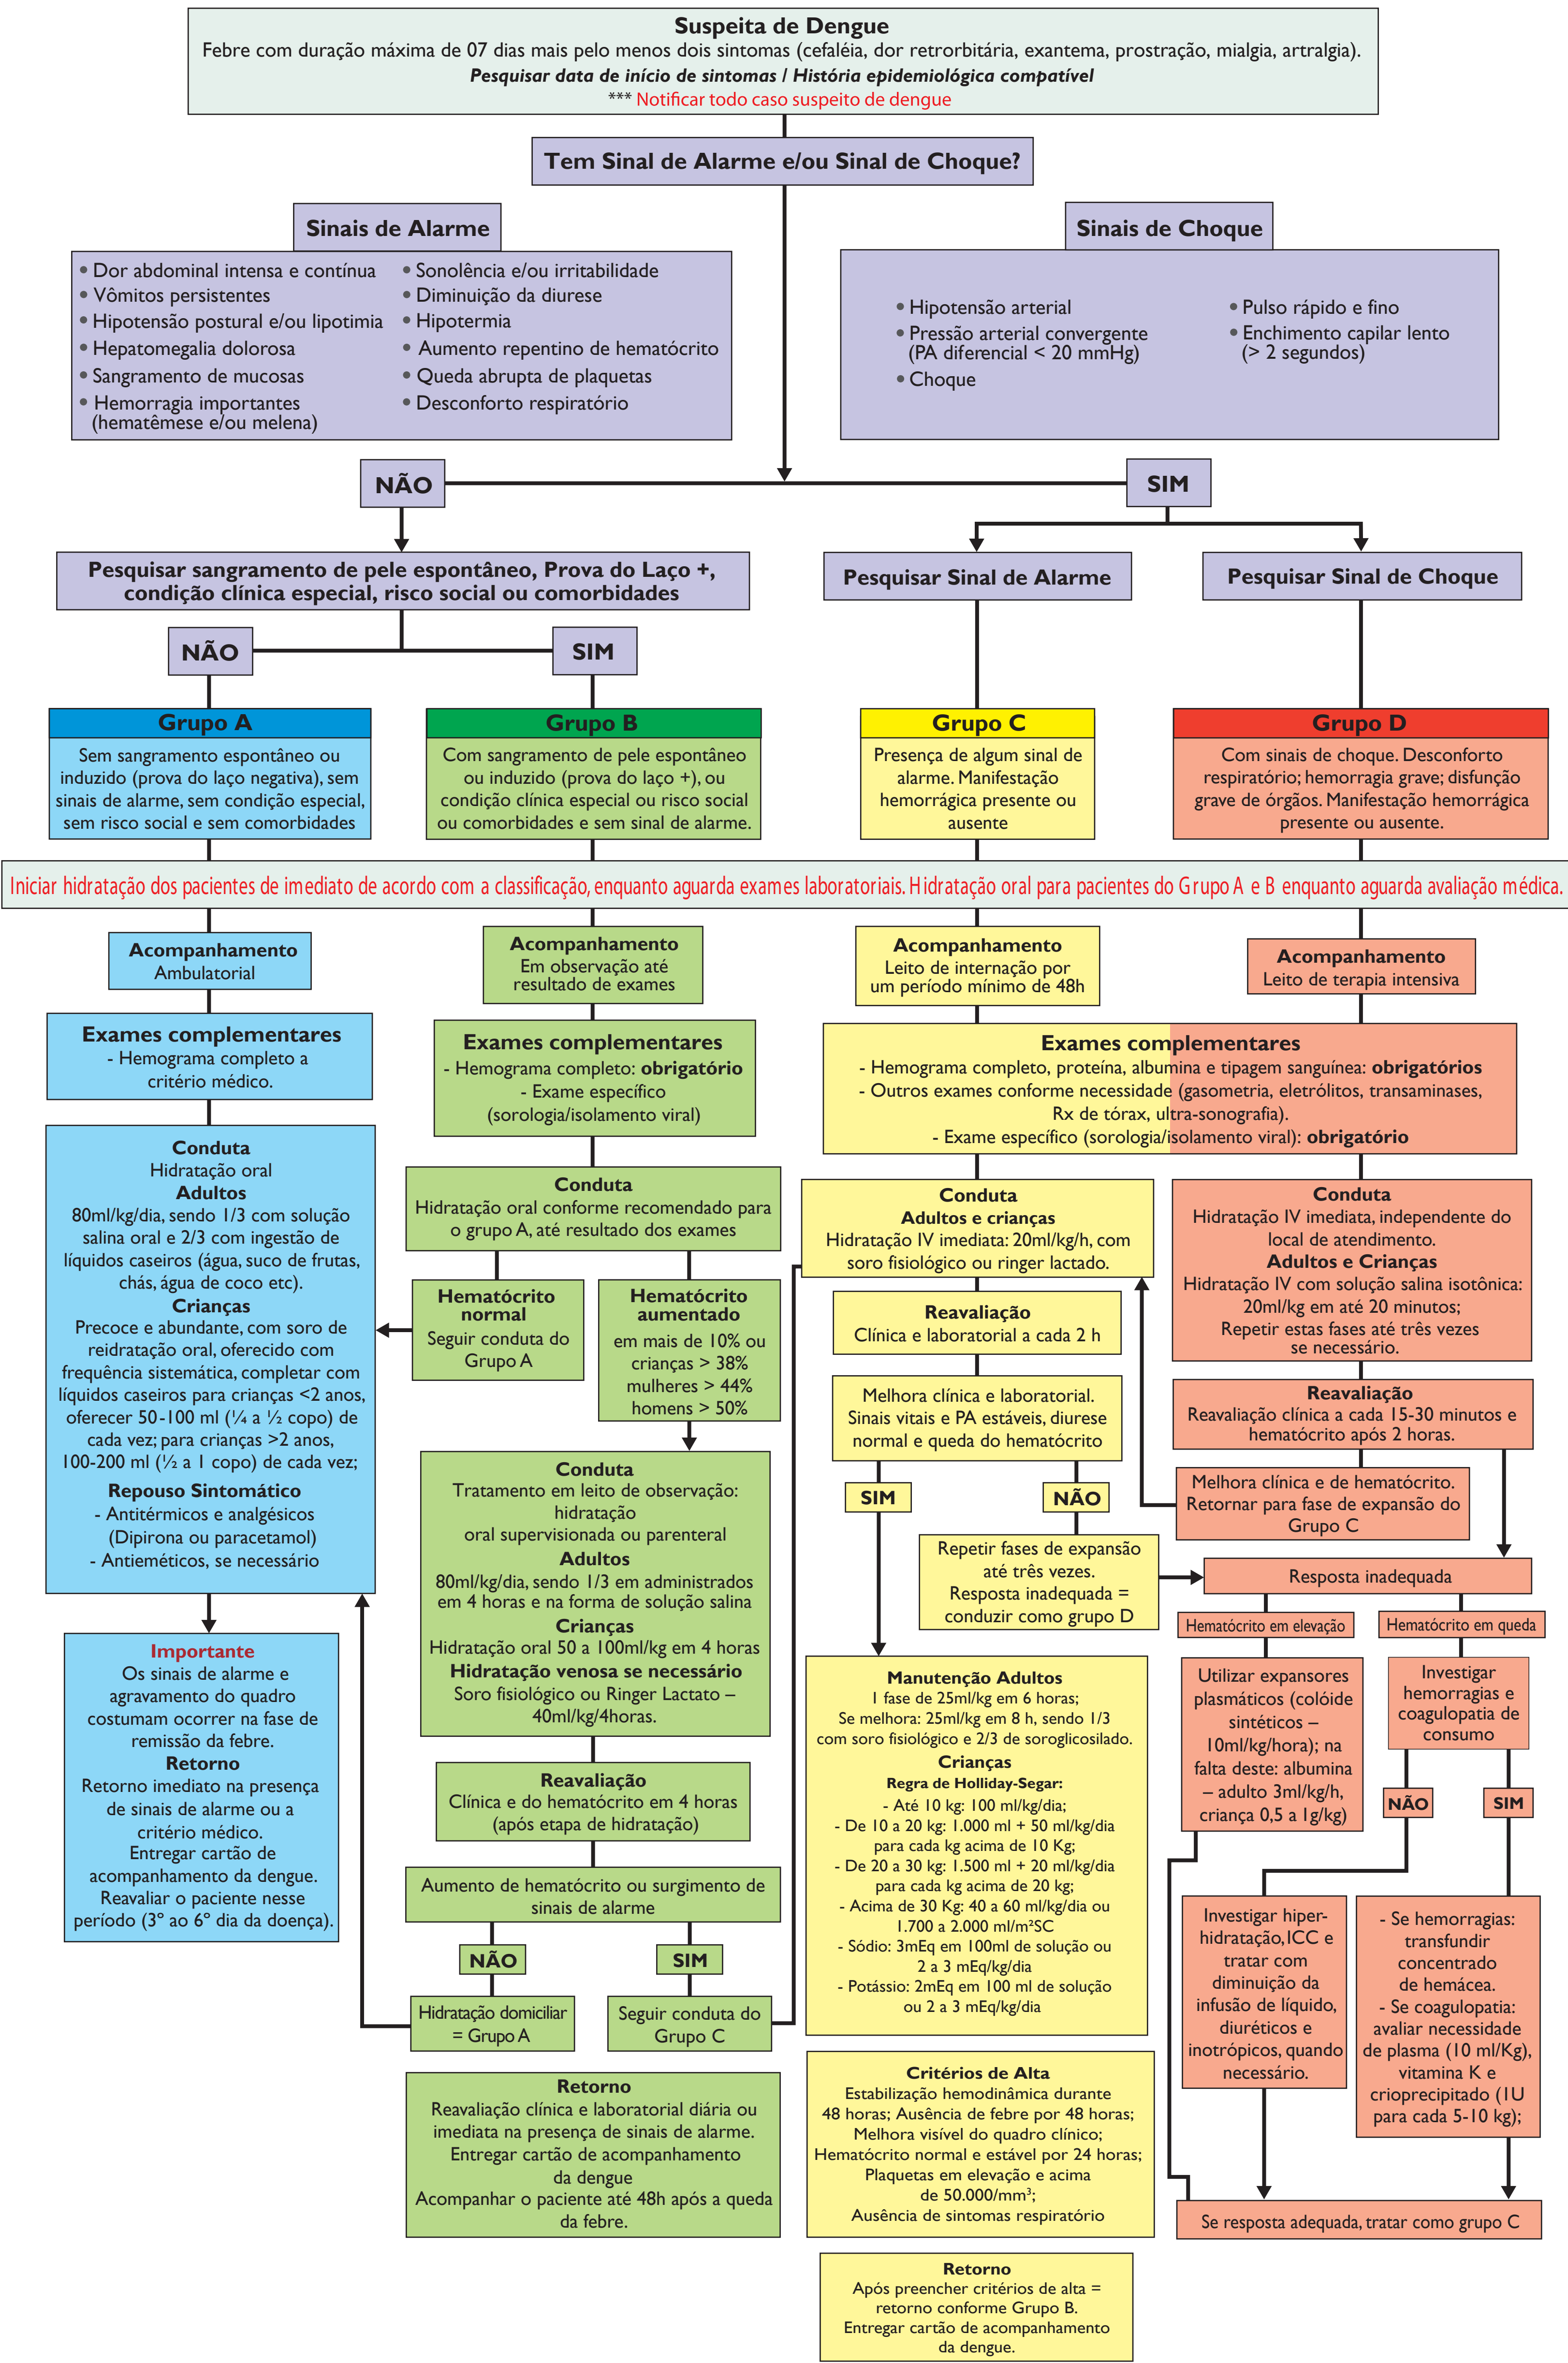 Suspeita de Dengue
Febre com duração máxima de 07 dias mais pelo menos dois sintomas (cefaléia, dor retrorbitária, exantema, prostração, mialgia, artralgia).
Pesquisar data de início de sintomas / História epidemiológica compatível
*** Notificar todo caso suspeito de dengue
Tem Sinal de Alarme e/ou Sinal de Choque?
Sinais de Alarme
• Dor abdominal intensa e contínua
• Vômitos persistentes
• Hipotensão postural e/ou lipotimia
• Hepatomegalia dolorosa
• Sangramento de mucosas
• Hemorragia importantes
(hematêmese e/ou melena)
• Sonolência e/ou irritabilidade
• Diminuição da diurese
• Hipotermia
• Aumento repentino de hematócrito
• Queda abrupta de plaquetas
• Desconforto respiratório
Sinais de Choque
• Hipotensão arterial
• Pressão arterial convergente
(PA diferencial < 20 mmHg)
• Choque
• Pulso rápido e fino
• Enchimento capilar lento
(> 2 segundos)
NÃO
SIM
Pesquisar sangramento de pele espontâneo, Prova do Laço +,
condição clínica especial, risco social ou comorbidades
Pesquisar Sinal de Alarme
Pesquisar Sinal de Choque
NÃO
SIM
Grupo A
Sem sangramento espontâneo ou
induzido (prova do laço negativa), sem
sinais de alarme, sem condição especial,
sem risco social e sem comorbidades
Grupo B
Com sangramento de pele espontâneo
ou induzido (prova do laço +), ou
condição clínica especial ou risco social
ou comorbidades e sem sinal de alarme.
Grupo C
Presença de algum sinal de
alarme. Manifestação
hemorrágica presente ou
ausente
Grupo D
Com sinais de choque. Desconforto
respiratório; hemorragia grave; disfunção
grave de órgãos. Manifestação hemorrágica
presente ou ausente.
Iniciar hidratação dos pacientes de imediato de acordo com a classificação, enquanto aguarda exames laboratoriais. Hidratação oral para pacientes do Grupo A e B enquanto aguarda avaliação médica.
Acompanhamento
Ambulatorial
Exames complementares
- Hemograma completo a
critério médico.
Conduta
Hidratação oral
Adultos
80ml/kg/dia, sendo 1/3 com solução
salina oral e 2/3 com ingestão de
líquidos caseiros (água, suco de frutas,
chás, água de coco etc).
Crianças
Precoce e abundante, com soro de
reidratação oral, oferecido com
frequência sistemática, completar com
líquidos caseiros para crianças <2 anos,
oferecer 50-100 ml (¼ a ½ copo) de
cada vez; para crianças >2 anos,
100-200 ml (½ a 1 copo) de cada vez;
Repouso Sintomático
- Antitérmicos e analgésicos
(Dipirona ou paracetamol)
- Antieméticos, se necessário
Importante
Os sinais de alarme e
agravamento do quadro
costumam ocorrer na fase de
remissão da febre.
Retorno
Retorno imediato na presença
de sinais de alarme ou a
critério médico.
Entregar cartão de
acompanhamento da dengue.
Reavaliar o paciente nesse
período (3º ao 6º dia da doença).
Acompanhamento
Em observação até
resultado de exames
Exames complementares
- Hemograma completo: obrigatório
- Exame específico
(sorologia/isolamento viral)
Conduta
Hidratação oral conforme recomendado para
o grupo A, até resultado dos exames
Hematócrito
normal
Seguir conduta do
Grupo A
Hematócrito
aumentado
em mais de 10% ou
crianças > 38%
mulheres > 44%
homens > 50%
Conduta
Tratamento em leito de observação:
hidratação
oral supervisionada ou parenteral
Adultos
80ml/kg/dia, sendo 1/3 em administrados
em 4 horas e na forma de solução salina
Crianças
Hidratação oral 50 a 100ml/kg em 4 horas
Hidratação venosa se necessário
Soro fisiológico ou Ringer Lactato –
40ml/kg/4horas.
Reavaliação
Clínica e do hematócrito em 4 horas
(após etapa de hidratação)
Aumento de hematócrito ou surgimento de
sinais de alarme
NÃO
SIM
Hidratação domiciliar
= Grupo A
Seguir conduta do
Grupo C
Retorno
Reavaliação clínica e laboratorial diária ou
imediata na presença de sinais de alarme.
Entregar cartão de acompanhamento
da dengue
Acompanhar o paciente até 48h após a queda
da febre.
Acompanhamento
Leito de internação por
um período mínimo de 48h
Acompanhamento
Leito de terapia intensiva
Exames complementares
- Hemograma completo, proteína, albumina e tipagem sanguínea: obrigatórios
- Outros exames conforme necessidade (gasometria, eletrólitos, transaminases,
Rx de tórax, ultra-sonografia).
- Exame específico (sorologia/isolamento viral): obrigatório
Conduta
Adultos e crianças
Hidratação IV imediata: 20ml/kg/h, com
soro fisiológico ou ringer lactado.
Reavaliação
Clínica e laboratorial a cada 2 h
Melhora clínica e laboratorial.
Sinais vitais e PA estáveis, diurese
normal e queda do hematócrito
SIM
NÃO
Repetir fases de expansão
até três vezes.
Resposta inadequada =
conduzir como grupo D
Manutenção Adultos
1 fase de 25ml/kg em 6 horas;
Se melhora: 25ml/kg em 8 h, sendo 1/3
com soro fisiológico e 2/3 de soroglicosilado.
Crianças
Regra de Holliday-Segar:
- Até 10 kg: 100 ml/kg/dia;
- De 10 a 20 kg: 1.000 ml + 50 ml/kg/dia
para cada kg acima de 10 Kg;
- De 20 a 30 kg: 1.500 ml + 20 ml/kg/dia
para cada kg acima de 20 kg;
- Acima de 30 Kg: 40 a 60 ml/kg/dia ou
1.700 a 2.000 ml/m²SC
- Sódio: 3mEq em 100ml de solução ou
2 a 3 mEq/kg/dia
- Potássio: 2mEq em 100 ml de solução
ou 2 a 3 mEq/kg/dia
Critérios de Alta
Estabilização hemodinâmica durante
48 horas; Ausência de febre por 48 horas;
Melhora visível do quadro clínico;
Hematócrito normal e estável por 24 horas;
Plaquetas em elevação e acima
de 50.000/mm³;
Ausência de sintomas respiratório
Retorno
Após preencher critérios de alta =
retorno conforme Grupo B.
Entregar cartão de acompanhamento
da dengue.
Conduta
Hidratação IV imediata, independente do
local de atendimento.
Adultos e Crianças
Hidratação IV com solução salina isotônica:
20ml/kg em até 20 minutos;
Repetir estas fases até três vezes
se necessário.
Reavaliação
Reavaliação clínica a cada 15-30 minutos e
hematócrito após 2 horas.
Melhora clínica e de hematócrito.
Retornar para fase de expansão do
Grupo C
Resposta inadequada
Hematócrito em elevação
Hematócrito em queda
Utilizar expansores
plasmáticos (colóide
sintéticos –
10ml/kg/hora); na
falta deste: albumina
– adulto 3ml/kg/h,
criança 0,5 a 1g/kg)
Investigar
hemorragias e
coagulopatia de
consumo
NÃO
SIM
Investigar hiper-
hidratação, ICC e
tratar com
diminuição da
infusão de líquido,
diuréticos e
inotrópicos, quando
necessário.
- Se hemorragias:
transfundir
concentrado
de hemácea.
- Se coagulopatia:
avaliar necessidade
de plasma (10 ml/Kg),
vitamina K e
crioprecipitado (1U
para cada 5-10 kg);
Se resposta adequada, tratar como grupo C